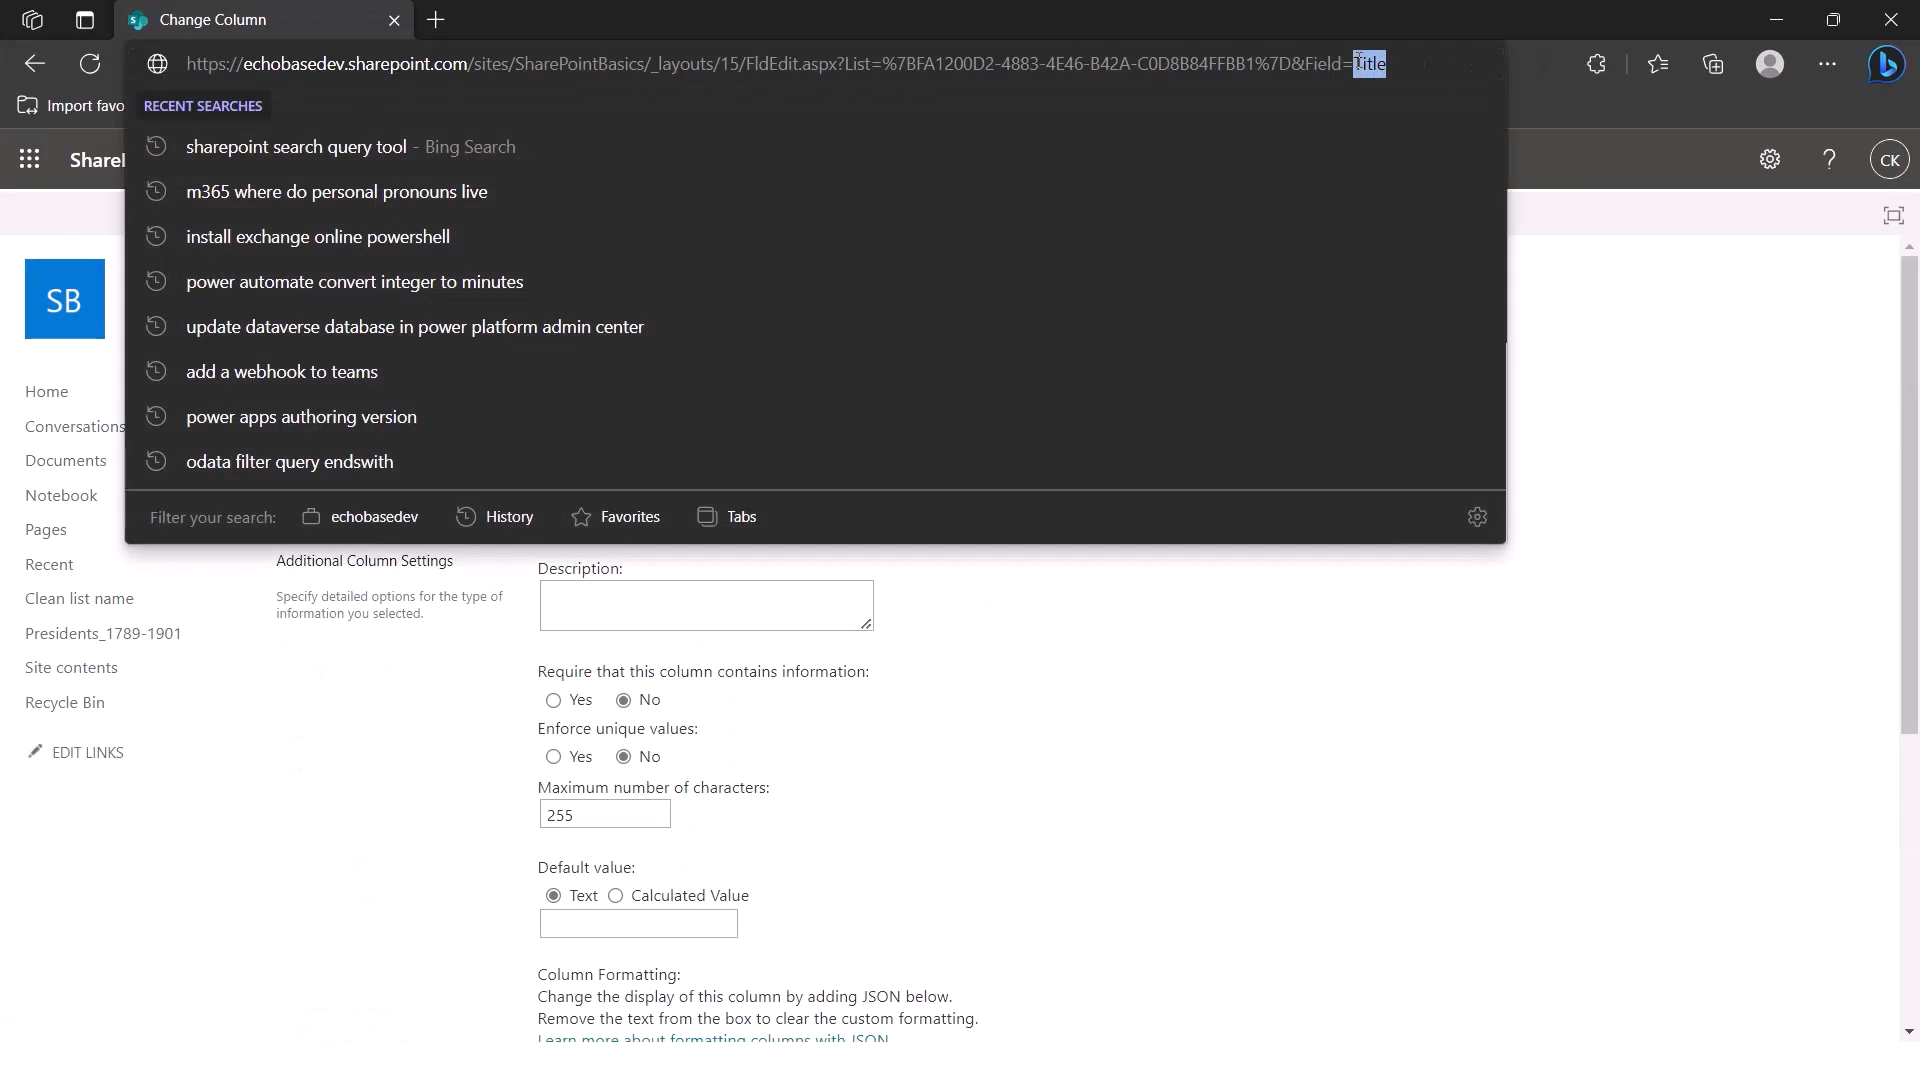 Change Column
https://echobasedev.sharepoint.com/sites/SharePointBasics/_layouts/15/FldEdit.aspx?List=%7BFA1200D2-4883-4E46-B42A-C0D8B84FFBB1%7D&Field=Title
Import favo
RECENT SEARCHES
ShareI
CK
sharepoint search query tool - Bing Search
m365 where do personal pronouns live
install exchange online powershell
power automate convert integer to minutes
update dataverse database in power platform admin center
add a webhook to teams
power apps authoring version
odata filter query endswith
Filter your search: echobasedev History Favorites Tabs
SB
Home
Conversations
Documents
Notebook
Pages
Recent
Clean list name
Presidents_1789-1901
Site contents
Recycle Bin
EDIT LINKS
Additional Column Settings
Specify detailed options for the type of
information you selected.
Description:
Require that this column contains information:
Yes No
Enforce unique values:
Yes No
Maximum number of characters:
255
Default value:
Text Calculated Value
Column Formatting:
Change the display of this column by adding JSON below.
Remove the text from the box to clear the custom formatting.
Learn more about formatting columns with JSON